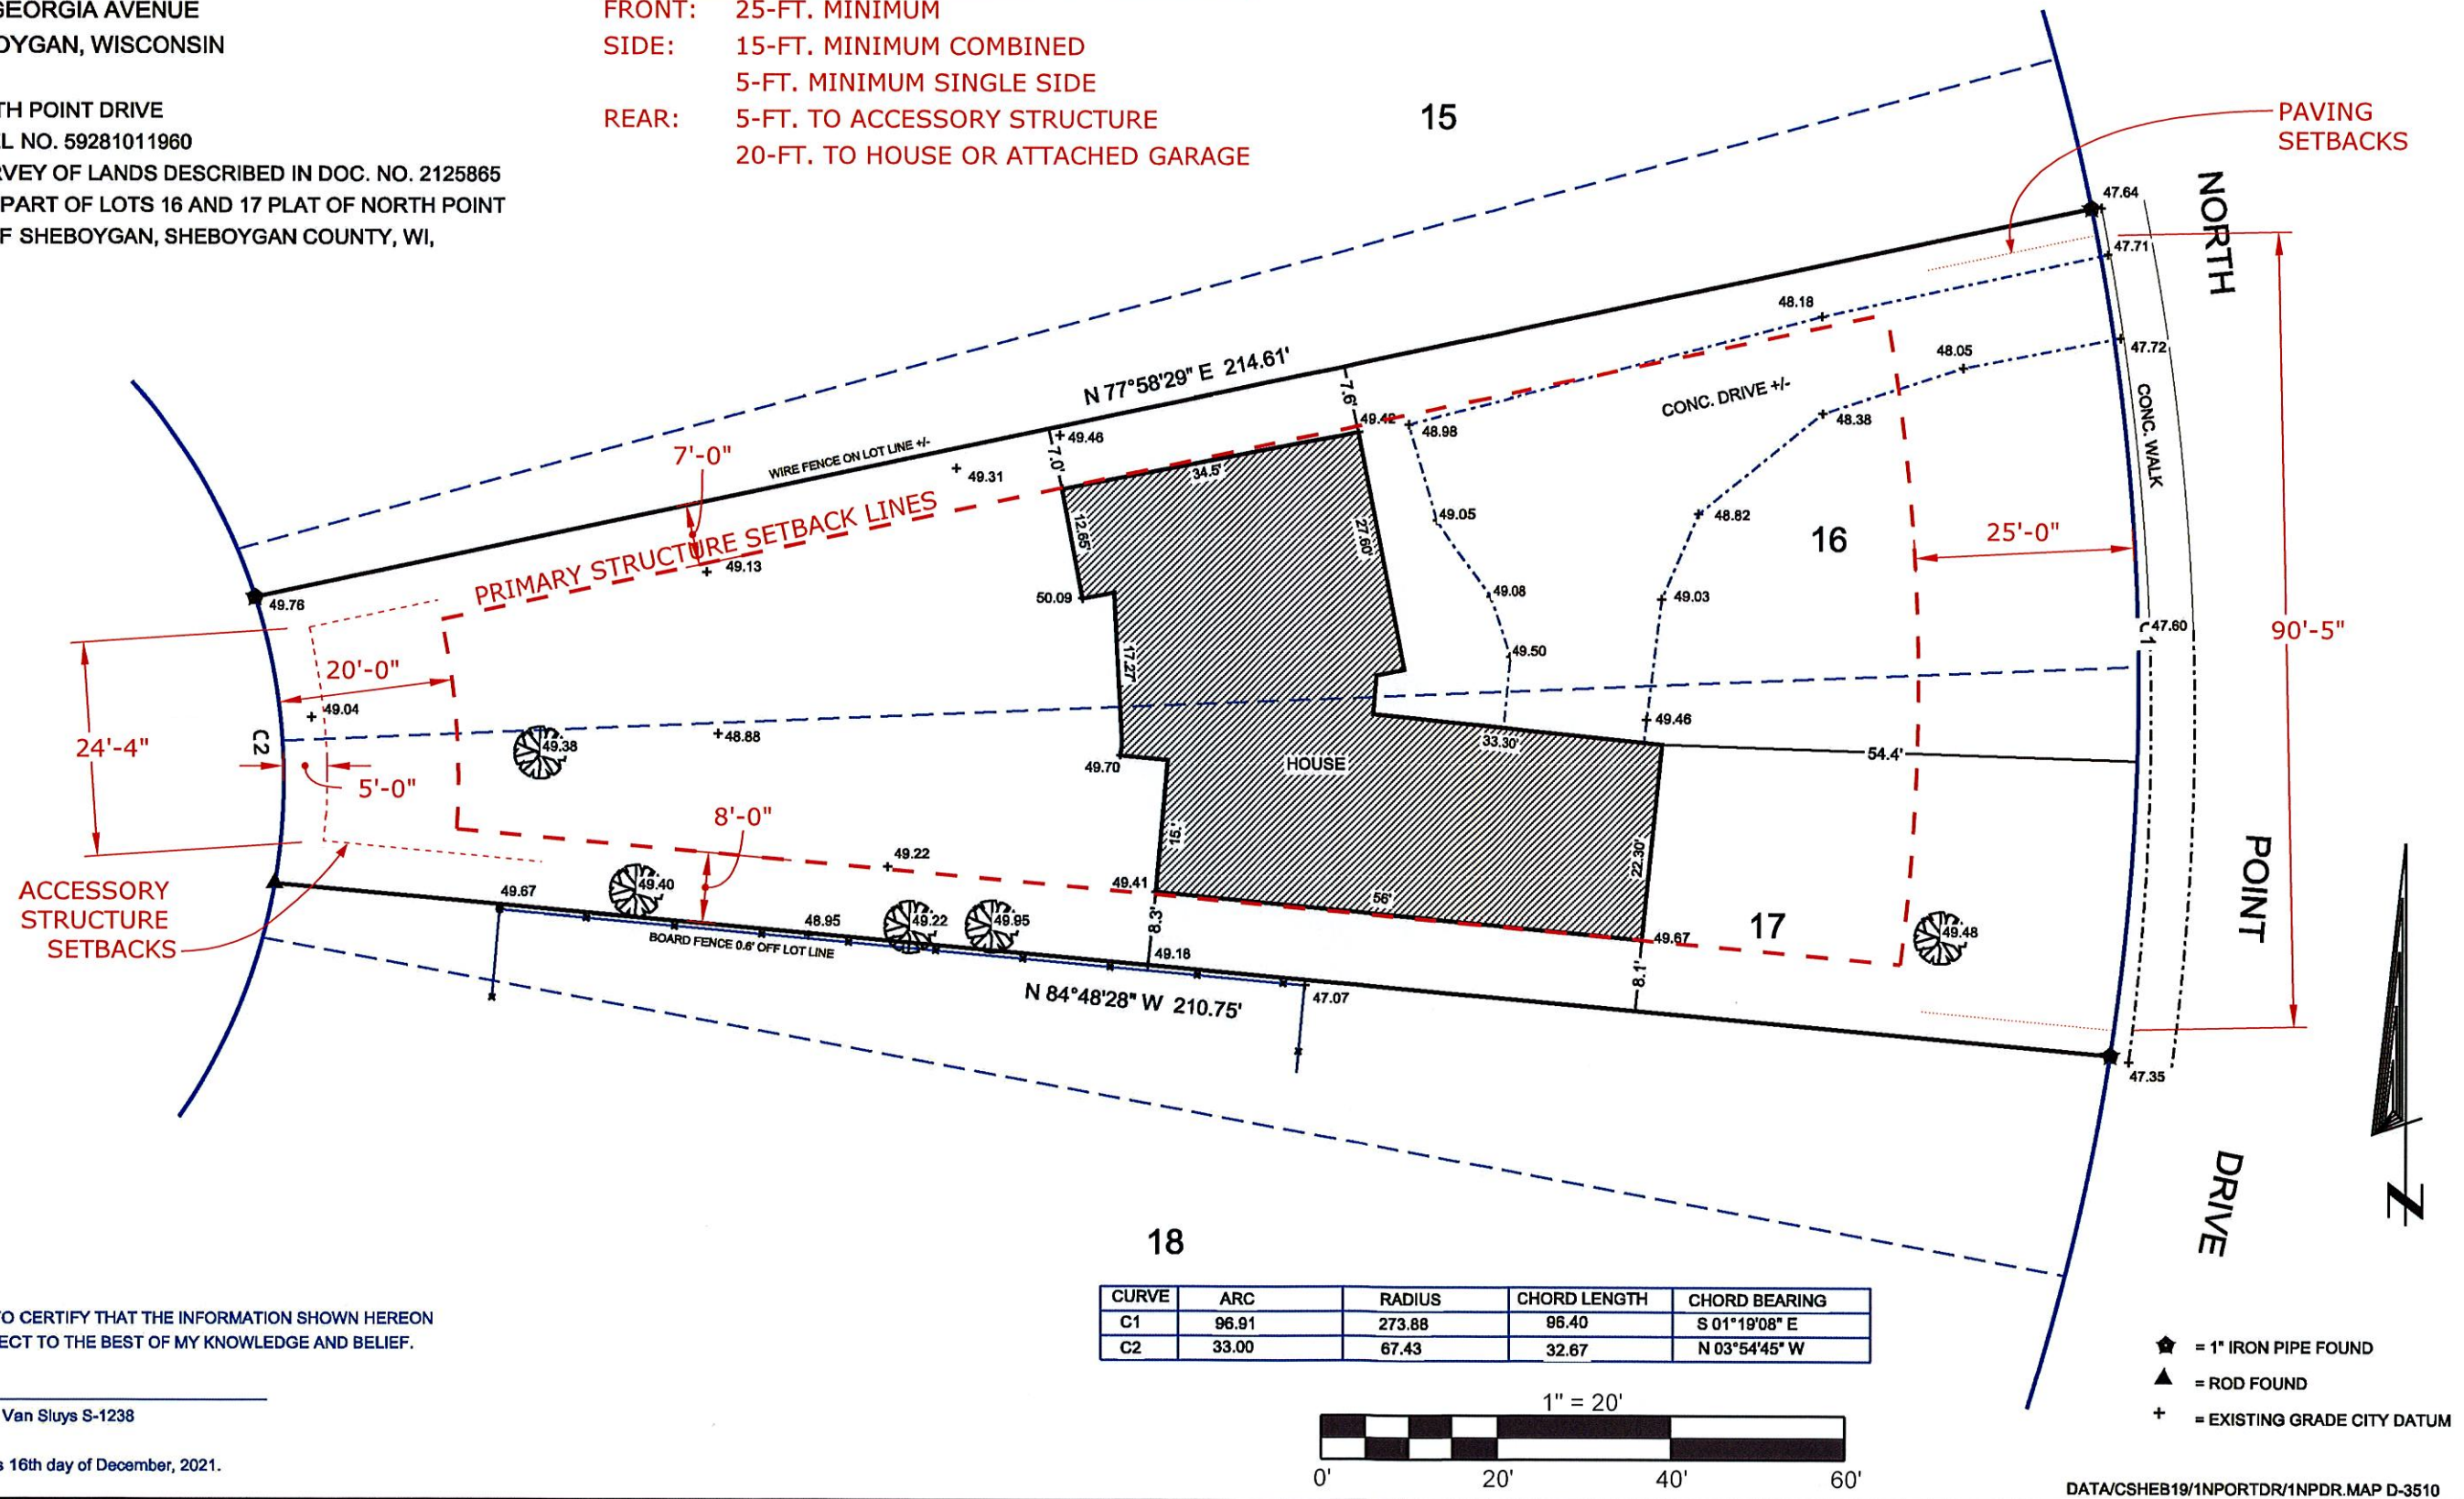 GEORGIA AVENUE
OYGAN, WISCONSIN
TH POINT DRIVE
L NO. 59281011960
RVEY OF LANDS DESCRIBED IN DOC. NO. 2125865
PART OF LOTS 16 AND 17 PLAT OF NORTH POINT
F SHEBOYGAN, SHEBOYGAN COUNTY, WI,
FRONT: 25-FT. MINIMUM
SIDE: 15-FT. MINIMUM COMBINED
5-FT. MINIMUM SINGLE SIDE
REAR: 5-FT. TO ACCESSORY STRUCTURE
20-FT. TO HOUSE OR ATTACHED GARAGE
15
PAVING
SETBACKS
NORTH
POINT
DRIVE
47.64
47.71
47.72
CONC. WALK
C1
47.60
90'-5"
25'-0"
48.18
48.05
48.38
CONC. DRIVE +/-
48.82
49.03
49.46
16
N 77°58'29" E 214.61'
7.6'
49.42
48.98
49.05
49.08
49.50
WIRE FENCE ON LOT LINE +/-
49.46
7.0'
49.31
34.5'
12.65'
27.60'
50.09
17.27'
7'-0"
PRIMARY STRUCTURE SETBACK LINES
49.13
49.76
20'-0"
49.04
C2
24'-4"
5'-0"
49.38
48.88
49.70
HOUSE
33.30'
54.4'
15.'
22.30'
56'
8'-0"
49.22
49.41
8.3'
49.16
49.67
8.1'
17
49.48
ACCESSORY
STRUCTURE
SETBACKS
49.67
49.40
48.95
49.22
49.95
BOARD FENCE 0.6' OFF LOT LINE
N 84°48'28" W 210.75'
47.07
47.35
Z
18
CURVE ARC RADIUS CHORD LENGTH CHORD BEARING
C1 96.91 273.88 96.40 S 01°19'08" E
C2 33.00 67.43 32.67 N 03°54'45" W
1" = 20'
0' 20' 40' 60'
TO CERTIFY THAT THE INFORMATION SHOWN HEREON
ECT TO THE BEST OF MY KNOWLEDGE AND BELIEF.
Van Sluys S-1238
s 16th day of December, 2021.
= 1" IRON PIPE FOUND
= ROD FOUND
+ = EXISTING GRADE CITY DATUM
DATA/CSHEB19/1NPORTDR/1NPDR.MAP D-3510